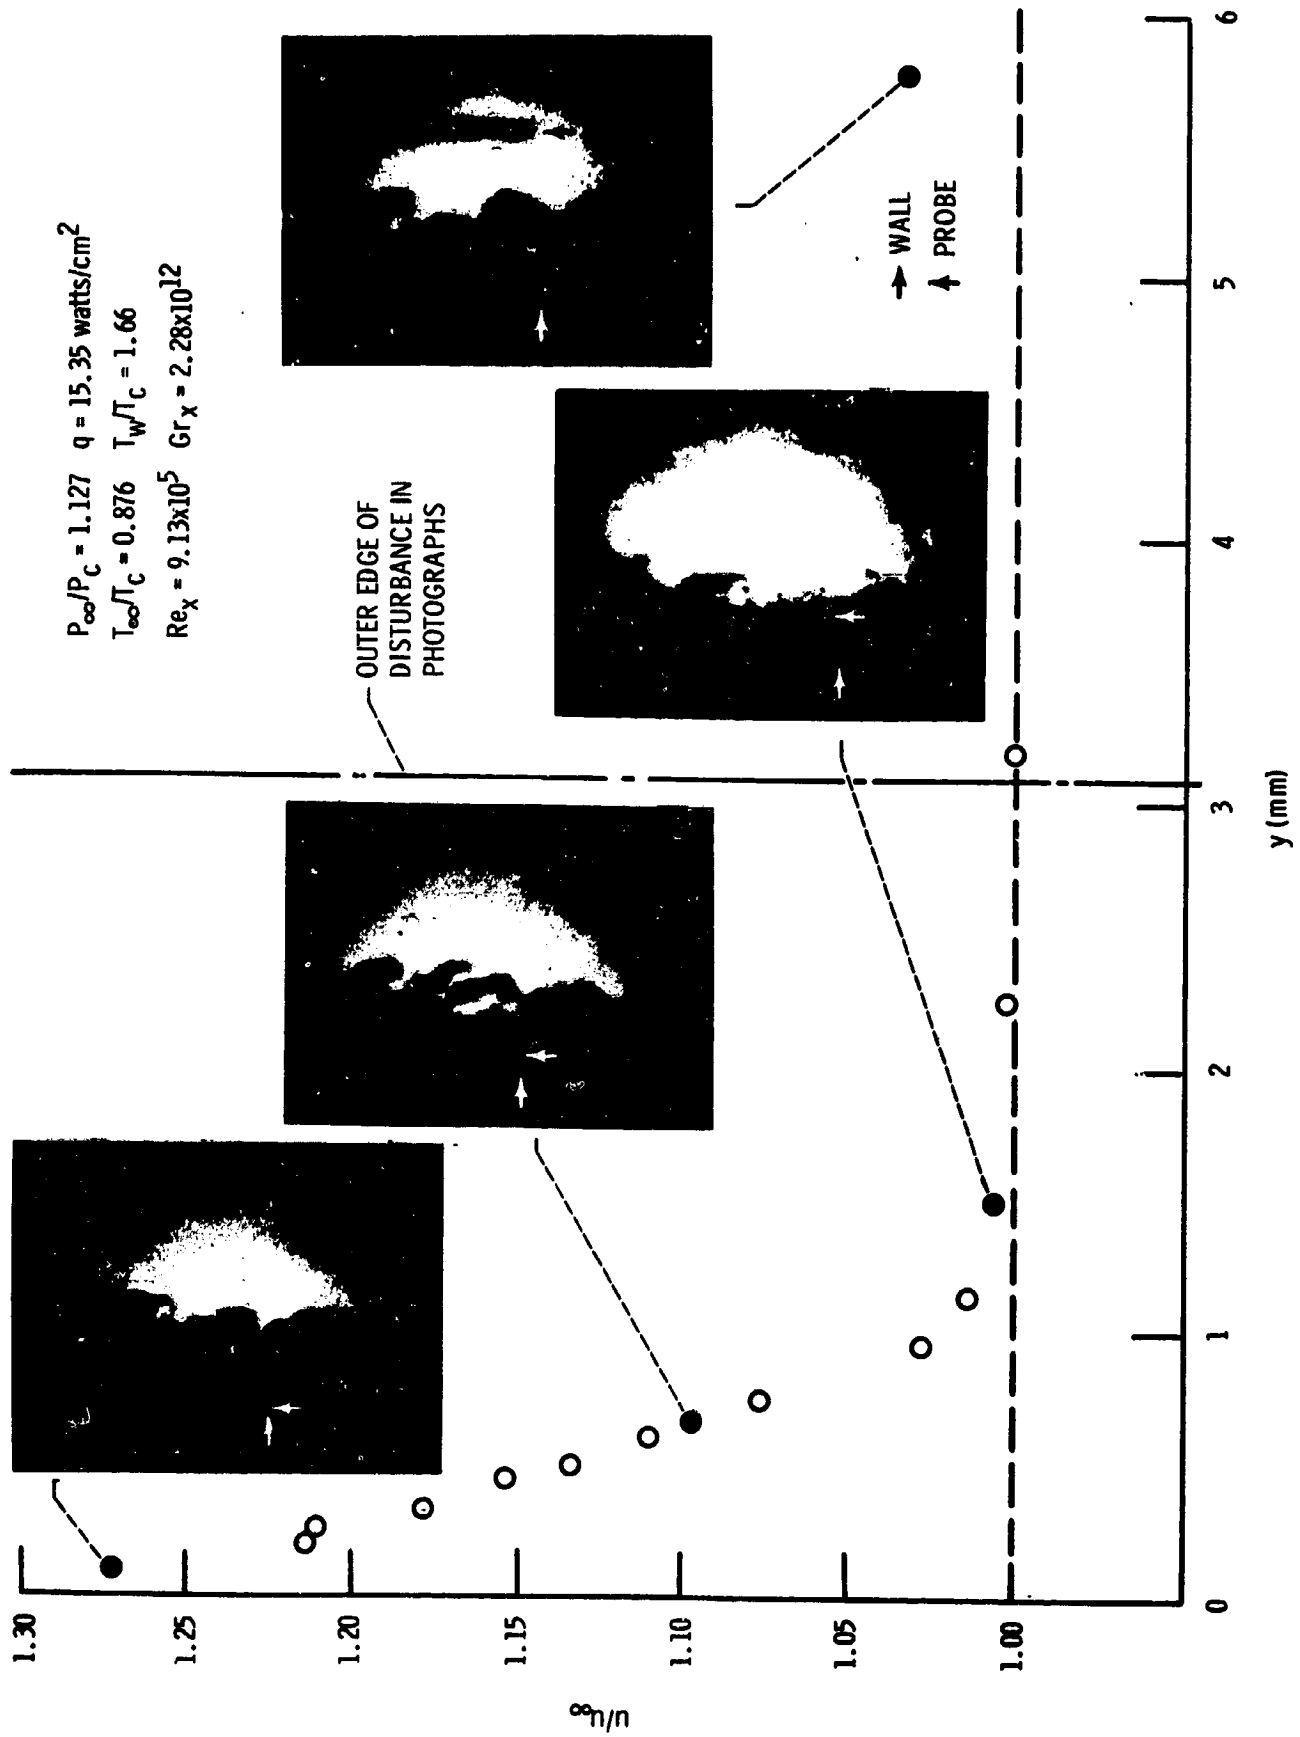 P∞/PC = 1.127 q = 15.35 watts/cm²
T∞/TC = 0.876 TW/TC = 1.66
ReX = 9.13x10⁵ GrX = 2.28x10¹²
OUTER EDGE OF
DISTURBANCE IN
PHOTOGRAPHS
→ WALL
← PROBE
u/u∞
1.30
1.25
1.20
1.15
1.10
1.05
1.00
0 1 2 3 4 5 6
y (mm)